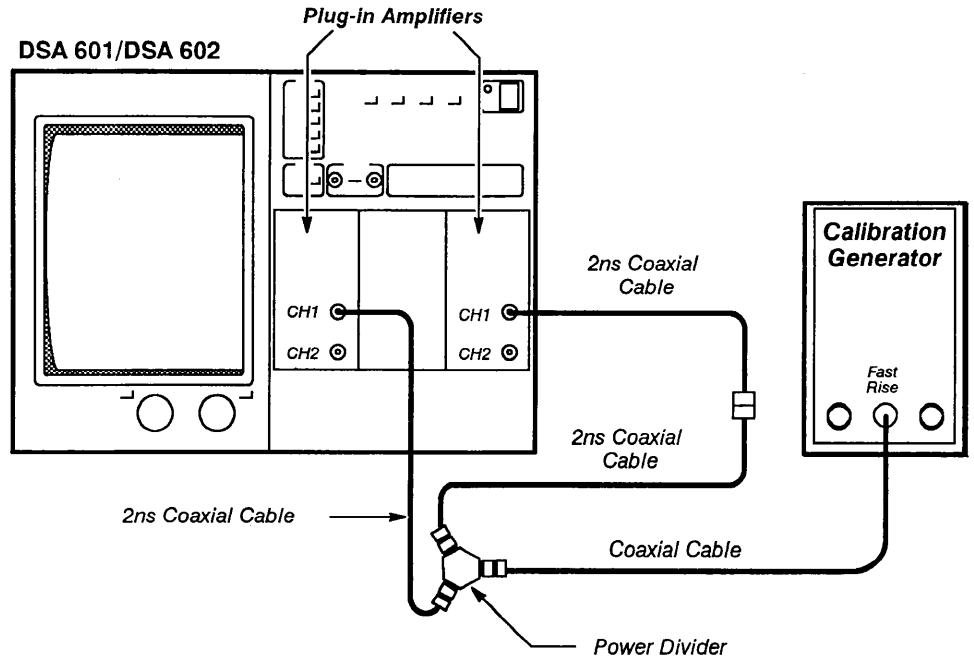 Plug-in Amplifiers
DSA 601/DSA 602
Calibration
Generator
2ns Coaxial
Cable
CH1
CH1
CH2
CH2
Fast
Rise
2ns Coaxial
Cable
2ns Coaxial Cable
Coaxial Cable
Power Divider